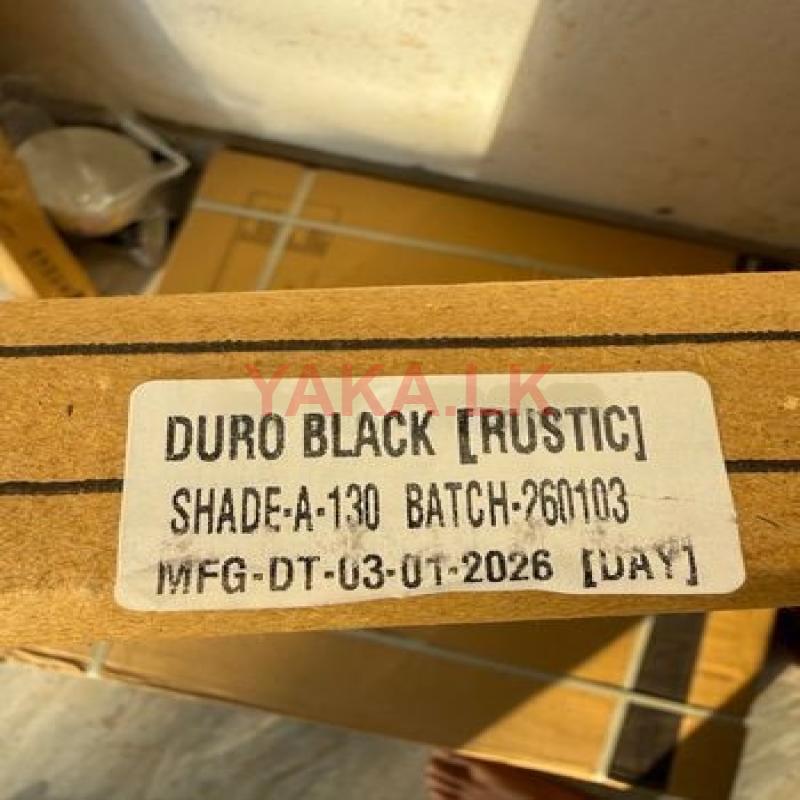 YAKA.LK
DURO BLACK [RUSTIC]
SHADE-A-130 BATCH-260103
MFG-DT-03-01-2026 [DAY]